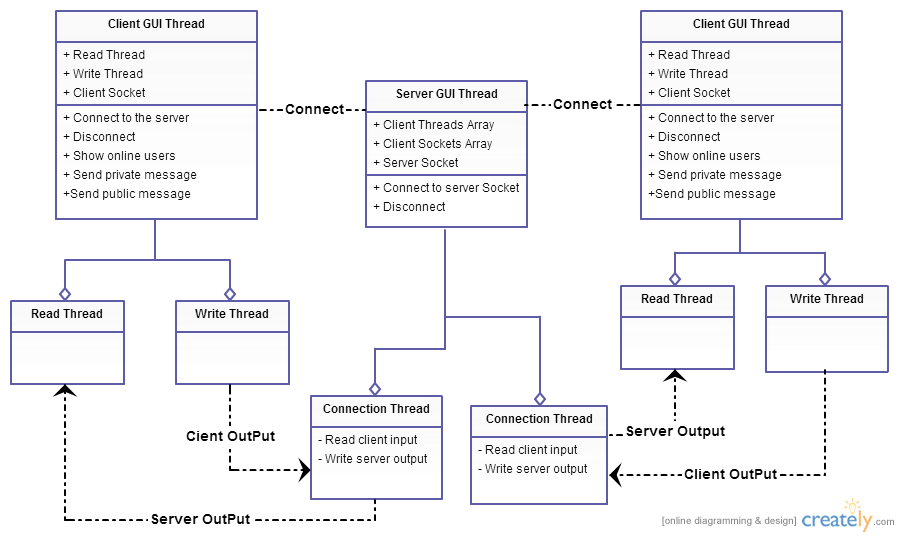 Client GUI Thread
+ Read Thread
+ Write Thread
+ Client Socket
+ Connect to the server
+ Disconnect
+ Show online users
+ Send private message
+Send public message
Connect
Server GUI Thread
+ Client Threads Array
+ Client Sockets Array
+ Server Socket
+ Connect to server Socket
+ Disconnect
Connect
Client GUI Thread
+ Read Thread
+ Write Thread
+ Client Socket
+ Connect to the server
+ Disconnect
+ Show online users
+ Send private message
+Send public message
Read Thread
Write Thread
Read Thread
Write Thread
Cient OutPut
Connection Thread
- Read client input
- Write server output
Connection Thread
- Read client input
- Write server output
Server Output
Client OutPut
Server OutPut
[online diagramming & design] creately.com